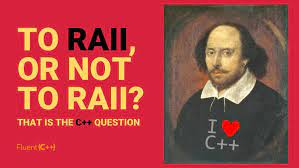 TO RAII,
OR NOT
TO RAII?
THAT IS THE C++ QUESTION
Fluent{C++}
I ❤
C++